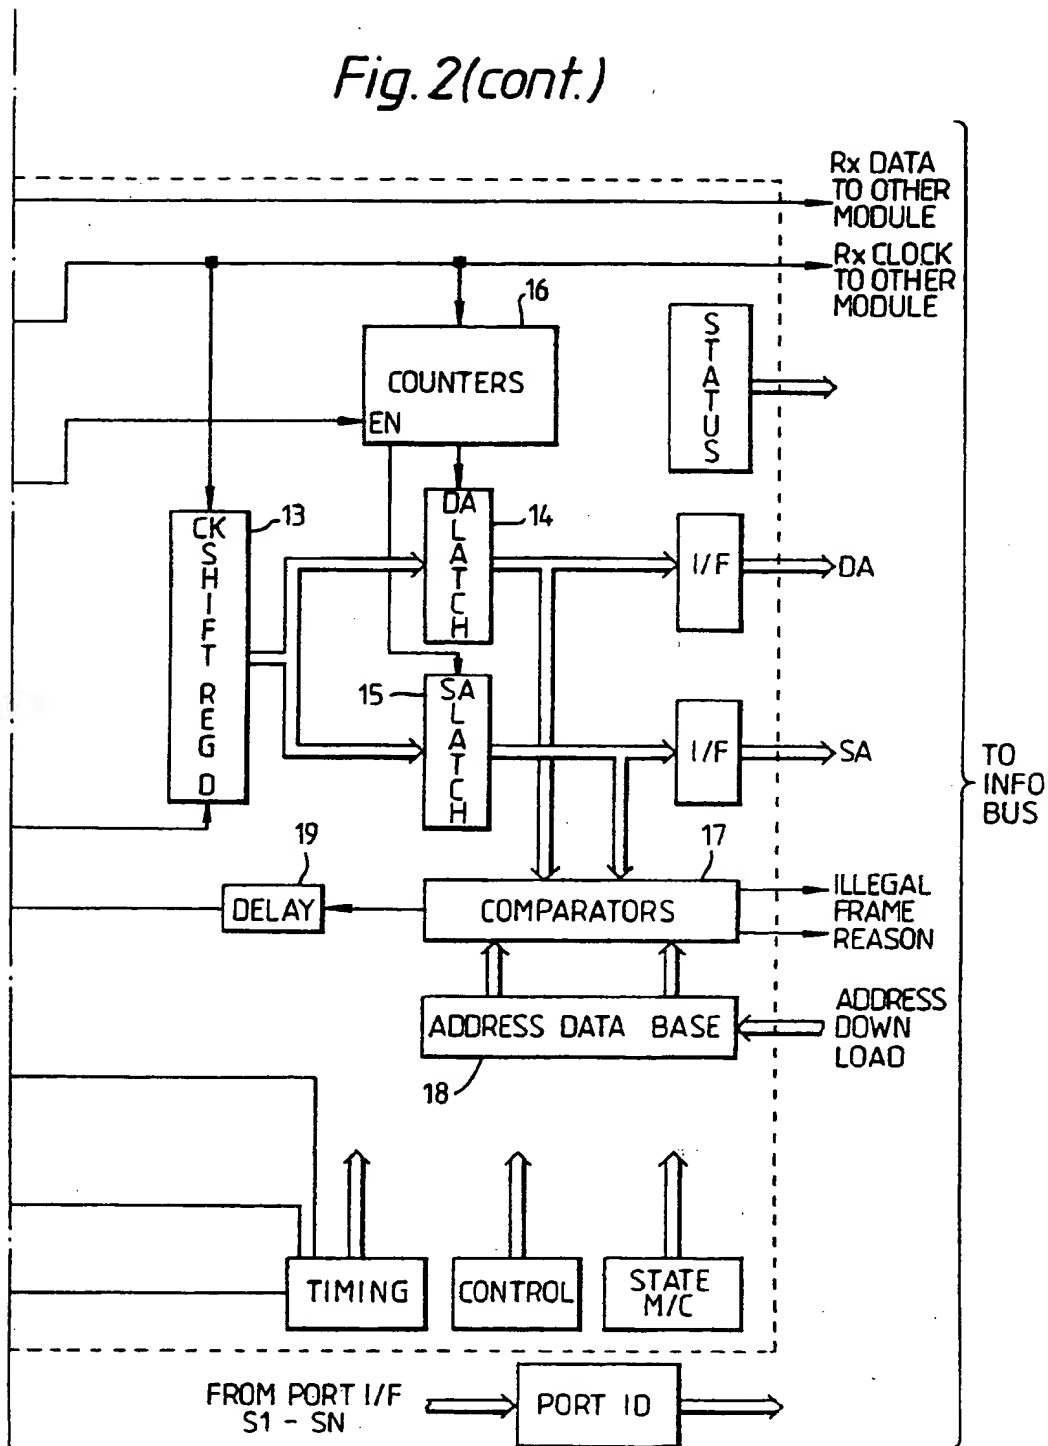 Fig. 2(cont.)
Rx DATA
TO OTHER
MODULE
Rx CLOCK
TO OTHER
MODULE
16
COUNTERS
EN
STATUS
13
CK
SHIFT REG
D
DA
LATCH
14
I/F
DA
15
SA
LATCH
I/F
SA
TO
INFO
BUS
19
DELAY
17
COMPARATORS
ILLEGAL
FRAME
REASON
ADDRESS DATA BASE
18
ADDRESS
DOWN
LOAD
TIMING
CONTROL
STATE
M/C
FROM PORT I/F
S1 - SN
PORT ID